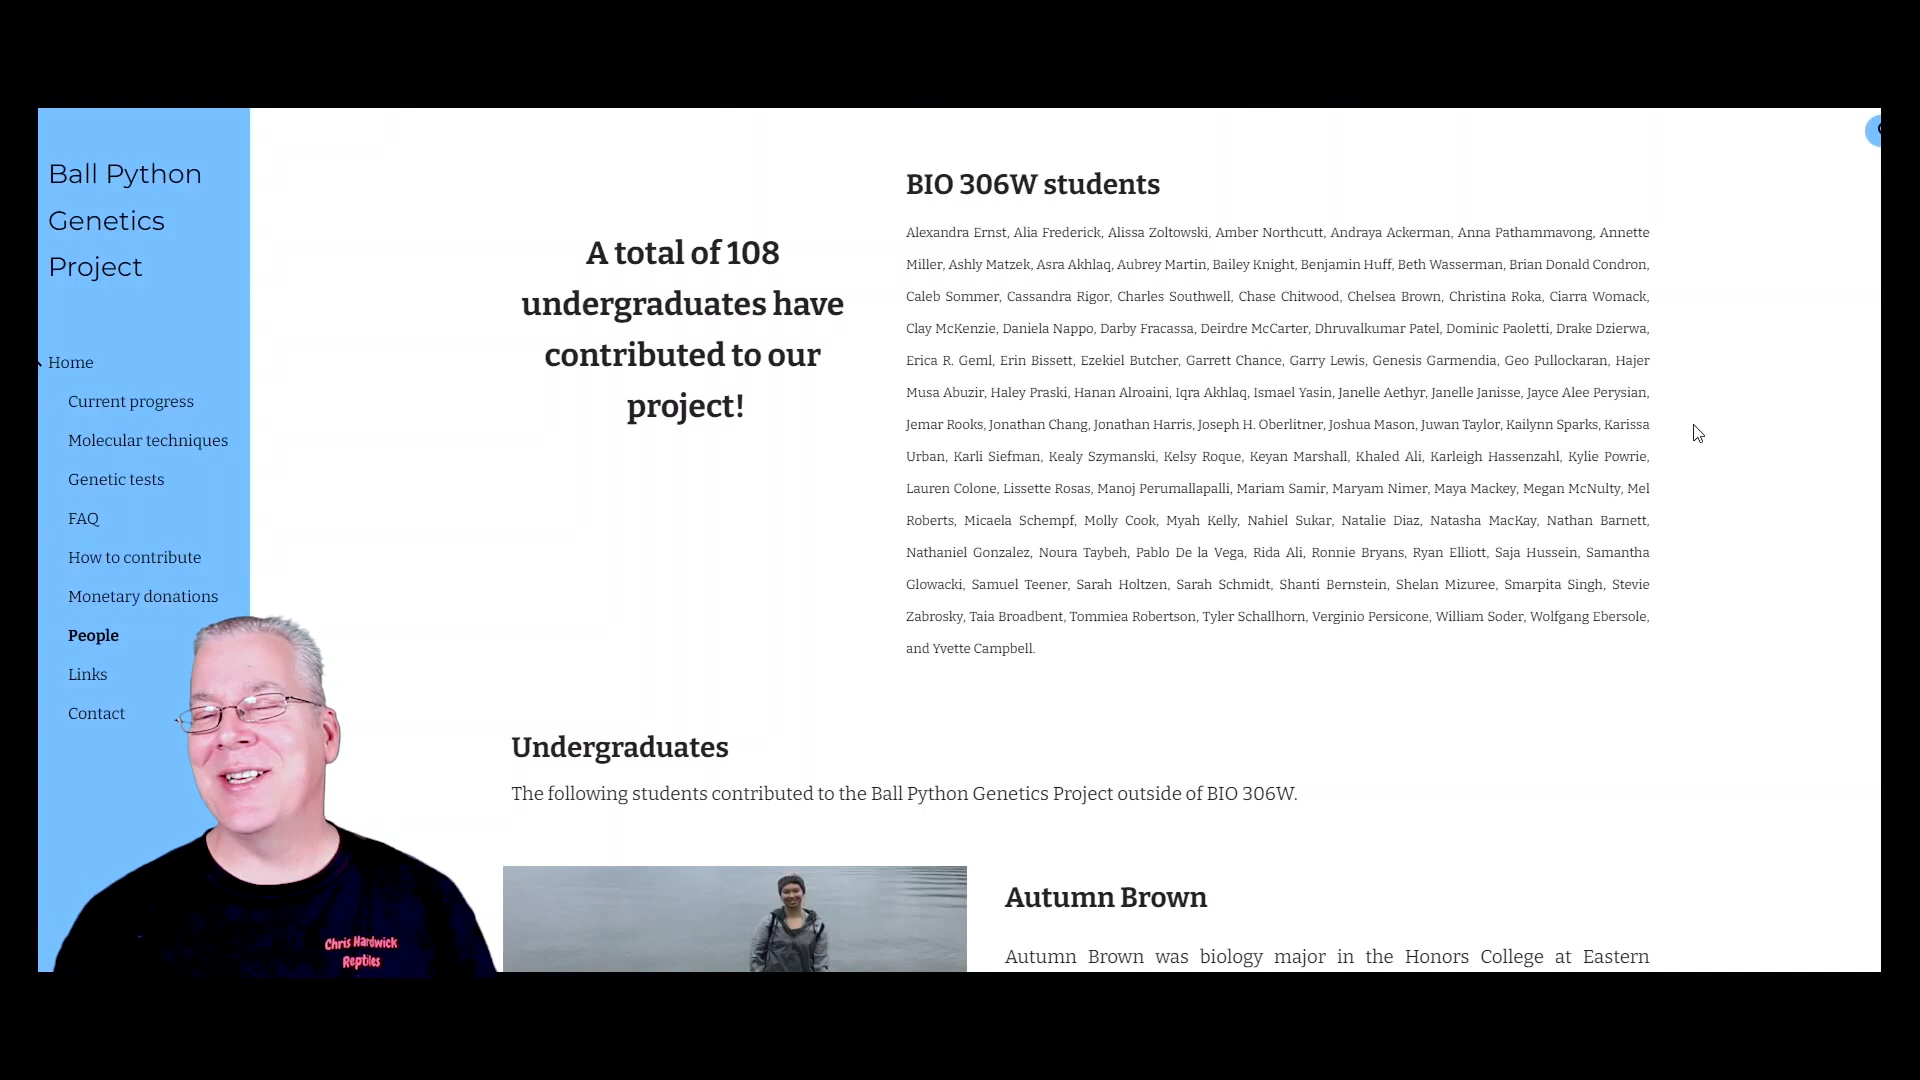 Ball Python
Genetics
Project
Home
Current progress
Molecular techniques
Genetic tests
FAQ
How to contribute
Monetary donations
People
Links
Contact
A total of 108
undergraduates have
contributed to our
project!
BIO 306W students
Alexandra Ernst, Alia Frederick, Alissa Zoltowski, Amber Northcutt, Andraya Ackerman, Anna Pathammavong, Annette
Miller, Ashly Matzek, Asra Akhlaq, Aubrey Martin, Bailey Knight, Benjamin Huff, Beth Wasserman, Brian Donald Condron,
Caleb Sommer, Cassandra Rigor, Charles Southwell, Chase Chitwood, Chelsea Brown, Christina Roka, Ciarra Womack,
Clay McKenzie, Daniela Nappo, Darby Fracassa, Deirdre McCarter, Dhruvalkumar Patel, Dominic Paoletti, Drake Dzierwa,
Erica R. Geml, Erin Bissett, Ezekiel Butcher, Garrett Chance, Garry Lewis, Genesis Garmendia, Geo Pullockaran, Hajer
Musa Abuzir, Haley Praski, Hanan Alroaini, Iqra Akhlaq, Ismael Yasin, Janelle Aethyr, Janelle Janisse, Jayce Alee Perysian,
Jemar Rooks, Jonathan Chang, Jonathan Harris, Joseph H. Oberlitner, Joshua Mason, Juwan Taylor, Kailynn Sparks, Karissa
Urban, Karli Siefman, Kealy Szymanski, Kelsy Roque, Keyan Marshall, Khaled Ali, Karleigh Hassenzahl, Kylie Powrie,
Lauren Colone, Lissette Rosas, Manoj Perumallapalli, Mariam Samir, Maryam Nimer, Maya Mackey, Megan McNulty, Mel
Roberts, Micaela Schempf, Molly Cook, Myah Kelly, Nahiel Sukar, Natalie Diaz, Natasha MacKay, Nathan Barnett,
Nathaniel Gonzalez, Noura Taybeh, Pablo De la Vega, Rida Ali, Ronnie Bryans, Ryan Elliott, Saja Hussein, Samantha
Glowacki, Samuel Teener, Sarah Holtzen, Sarah Schmidt, Shanti Bernstein, Shelan Mizuree, Smarpita Singh, Stevie
Zabrosky, Taia Broadbent, Tommiea Robertson, Tyler Schallhorn, Verginio Persicone, William Soder, Wolfgang Ebersole,
and Yvette Campbell.
Undergraduates
The following students contributed to the Ball Python Genetics Project outside of BIO 306W.
Autumn Brown
Autumn Brown was biology major in the Honors College at Eastern
Chris Hardwick
Reptiles